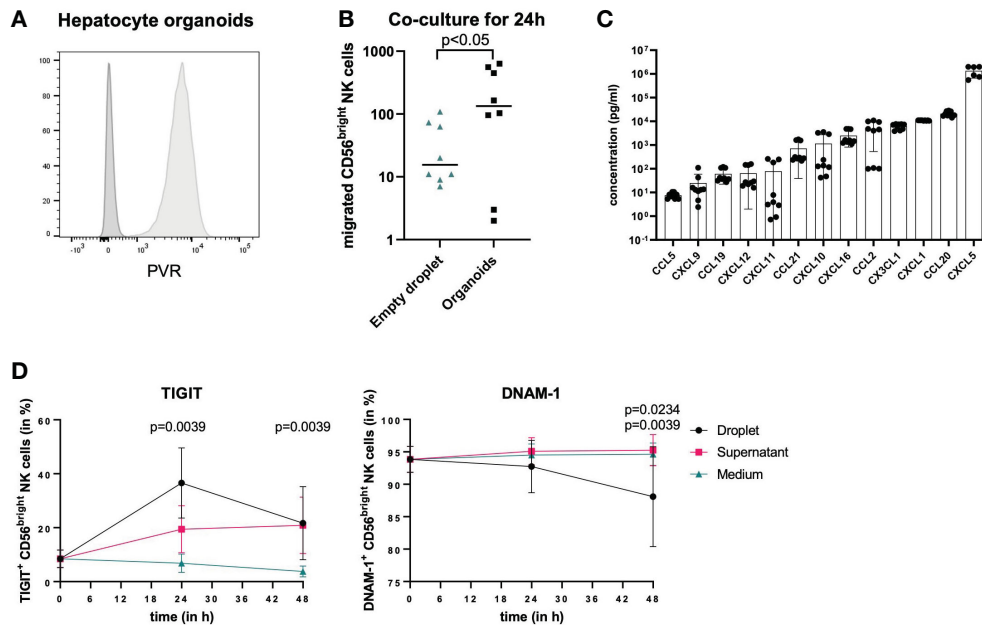 A
Hepatocyte organoids
100
80
60
40
20
0
-10³
0
10³
10⁴
10⁵
PVR
B
Co-culture for 24h
p<0.05
migrated CD56ᵇʳⁱᵍʰᵗ NK cells
1000
100
10
1
Empty droplet
Organoids
C
concentration (pg/ml)
10⁷
10⁶
10⁵
10⁴
10³
10²
10¹
10⁰
10⁻¹
CCL5
CXCL9
CCL19
CXCL12
CXCL11
CCL21
CXCL10
CXCL16
CCL2
CX3CL1
CXCL1
CCL20
CXCL5
D
TIGIT
TIGIT⁺ CD56ᵇʳⁱᵍʰᵗ NK cells (in %)
60
40
20
0
p=0.0039
p=0.0039
0 6 12 18 24 30 36 42 48
time (in h)
DNAM-1
DNAM-1⁺ CD56ᵇʳⁱᵍʰᵗ NK cells (in %)
100
95
90
85
80
75
p=0.0234
p=0.0039
0 6 12 18 24 30 36 42 48
time (in h)
Droplet
Supernatant
Medium